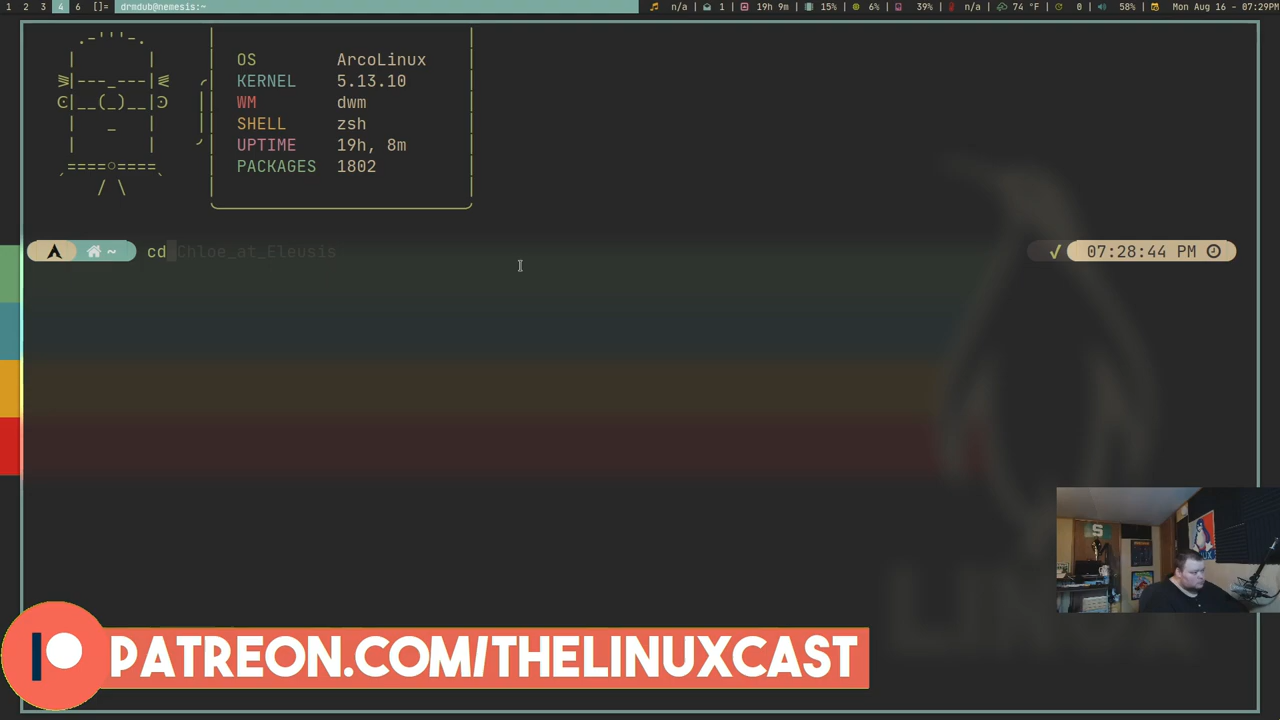 1 2 3 4 6 []= drmdub@nemesis:~ n/a | 1 | 19h 9m | 15% | 6% | 39% | n/a | 74 °F | 0 | 58% | Mon Aug 16 - 07:29PM
OS ArcoLinux
KERNEL 5.13.10
WM dwm
SHELL zsh
UPTIME 19h, 8m
PACKAGES 1802
~ cd Chloe_at_Eleusis ✓ 07:28:44 PM
LINUX
S
PATREON.COM/THELINUXCAST